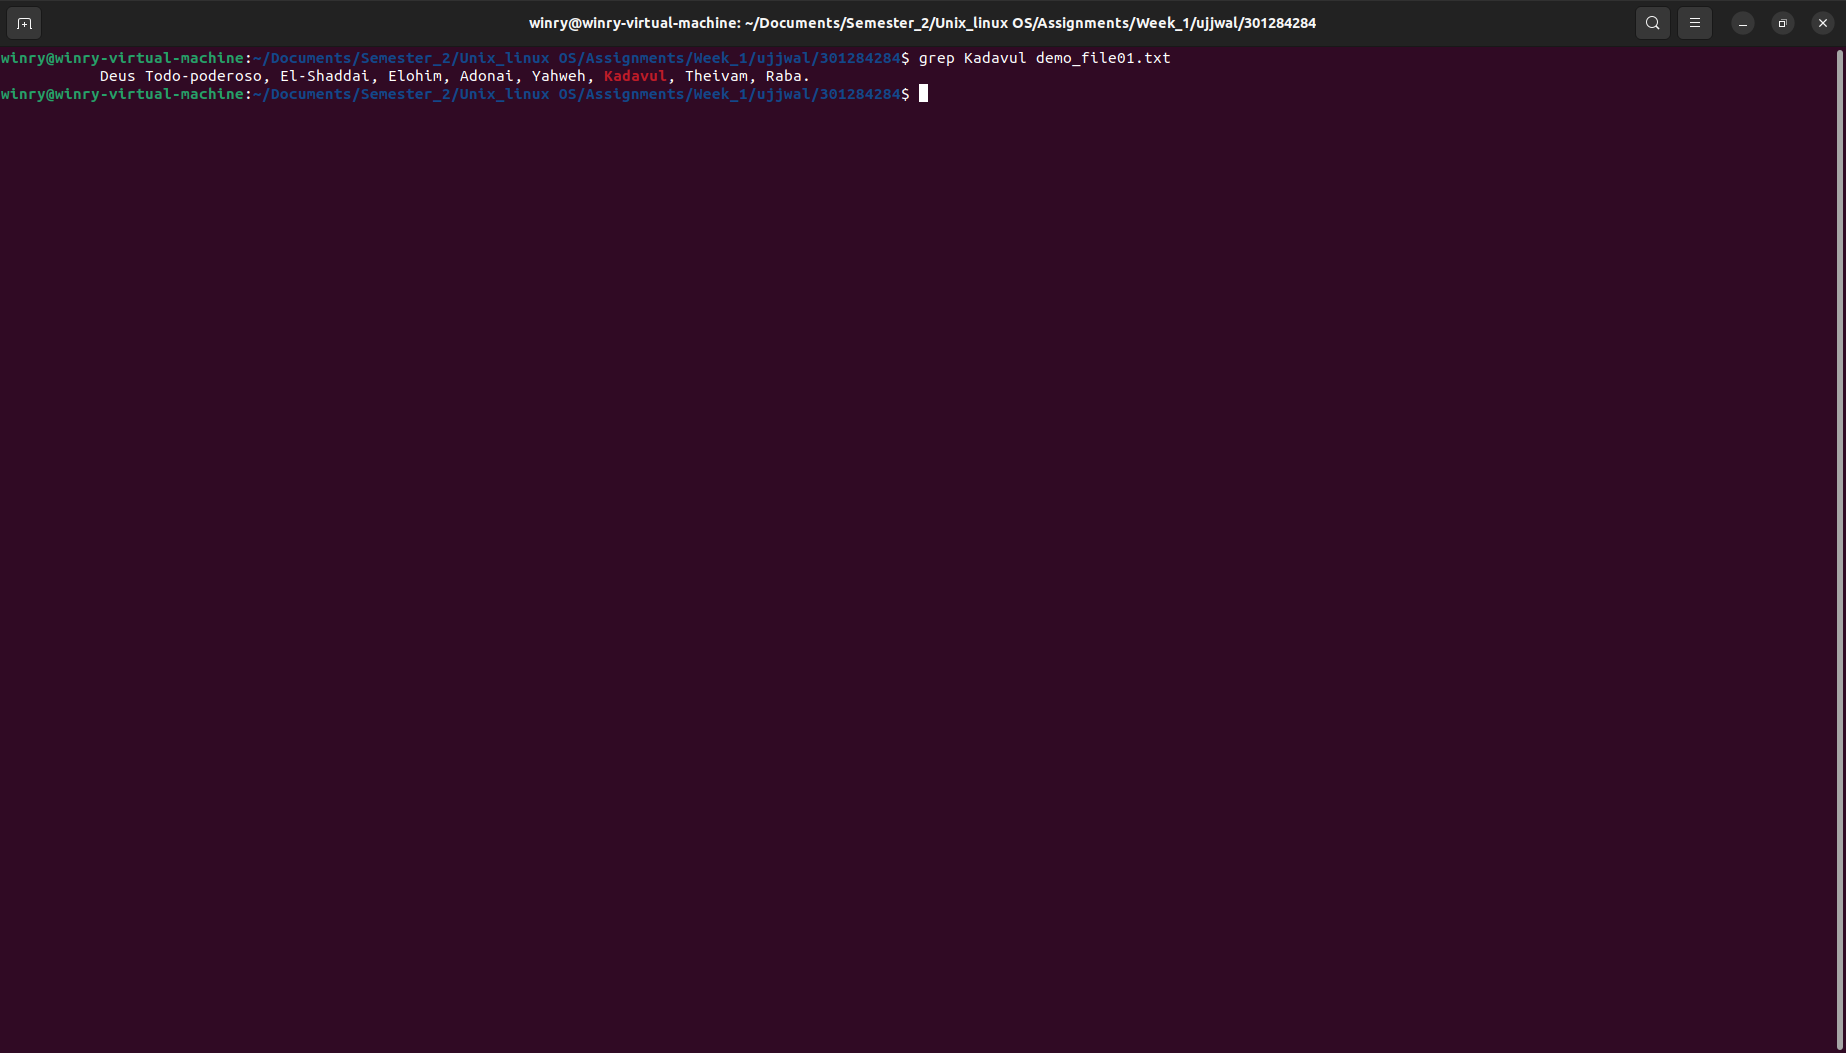 winry@winry-virtual-machine: ~/Documents/Semester_2/Unix_linux OS/Assignments/Week_1/ujjwal/301284284
winry@winry-virtual-machine:~/Documents/Semester_2/Unix_linux OS/Assignments/Week_1/ujjwal/301284284$ grep Kadavul demo_file01.txt
Deus Todo-poderoso, El-Shaddai, Elohim, Adonai, Yahweh, Kadavul, Theivam, Raba.
winry@winry-virtual-machine:~/Documents/Semester_2/Unix_linux OS/Assignments/Week_1/ujjwal/301284284$